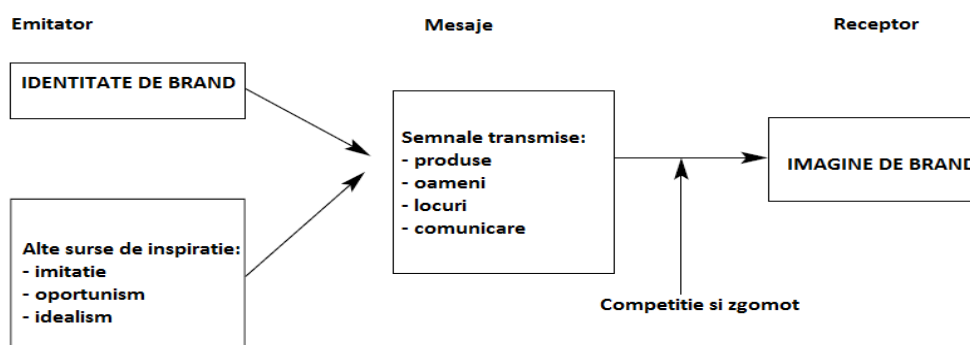 Emitator
Mesaje
Receptor
IDENTITATE DE BRAND
Alte surse de inspiratie:
- imitatie
- oportunism
- idealism
Semnale transmise:
- produse
- oameni
- locuri
- comunicare
IMAGINE DE BRAND
Competitie si zgomot